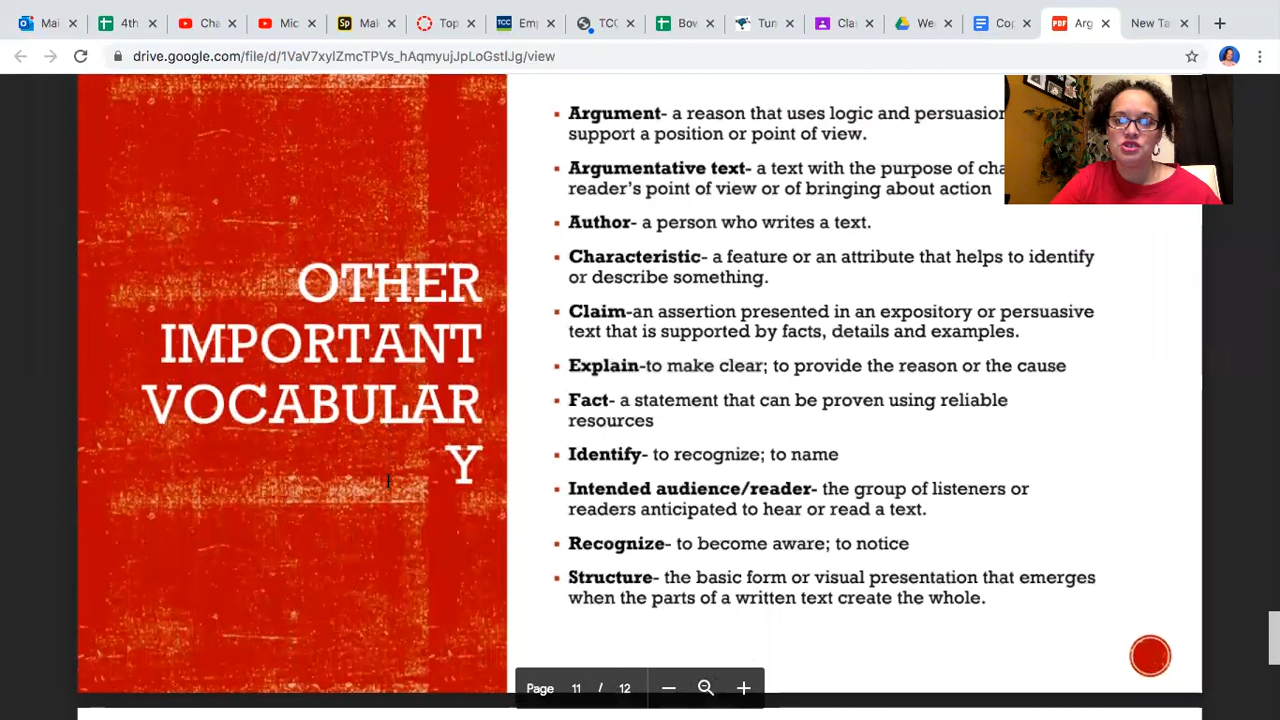 Mai
4th
Cha
Mic
Mak
Top
Emp
TCC
Bov
Tun
Clas
We
Cop
Arg
New Ta
drive.google.com/file/d/1VaV7xylZmcTPVs_hAqmyujJpLoGstlJg/view
OTHER
IMPORTANT
VOCABULAR
Y
Argument- a reason that uses logic and persuasion
support a position or point of view.
Argumentative text- a text with the purpose of cha
reader's point of view or of bringing about action
Author- a person who writes a text.
Characteristic- a feature or an attribute that helps to identify
or describe something.
Claim-an assertion presented in an expository or persuasive
text that is supported by facts, details and examples.
Explain-to make clear; to provide the reason or the cause
Fact- a statement that can be proven using reliable
resources
Identify- to recognize; to name
Intended audience/reader- the group of listeners or
readers anticipated to hear or read a text.
Recognize- to become aware; to notice
Structure- the basic form or visual presentation that emerges
when the parts of a written text create the whole.
Page 11 / 12